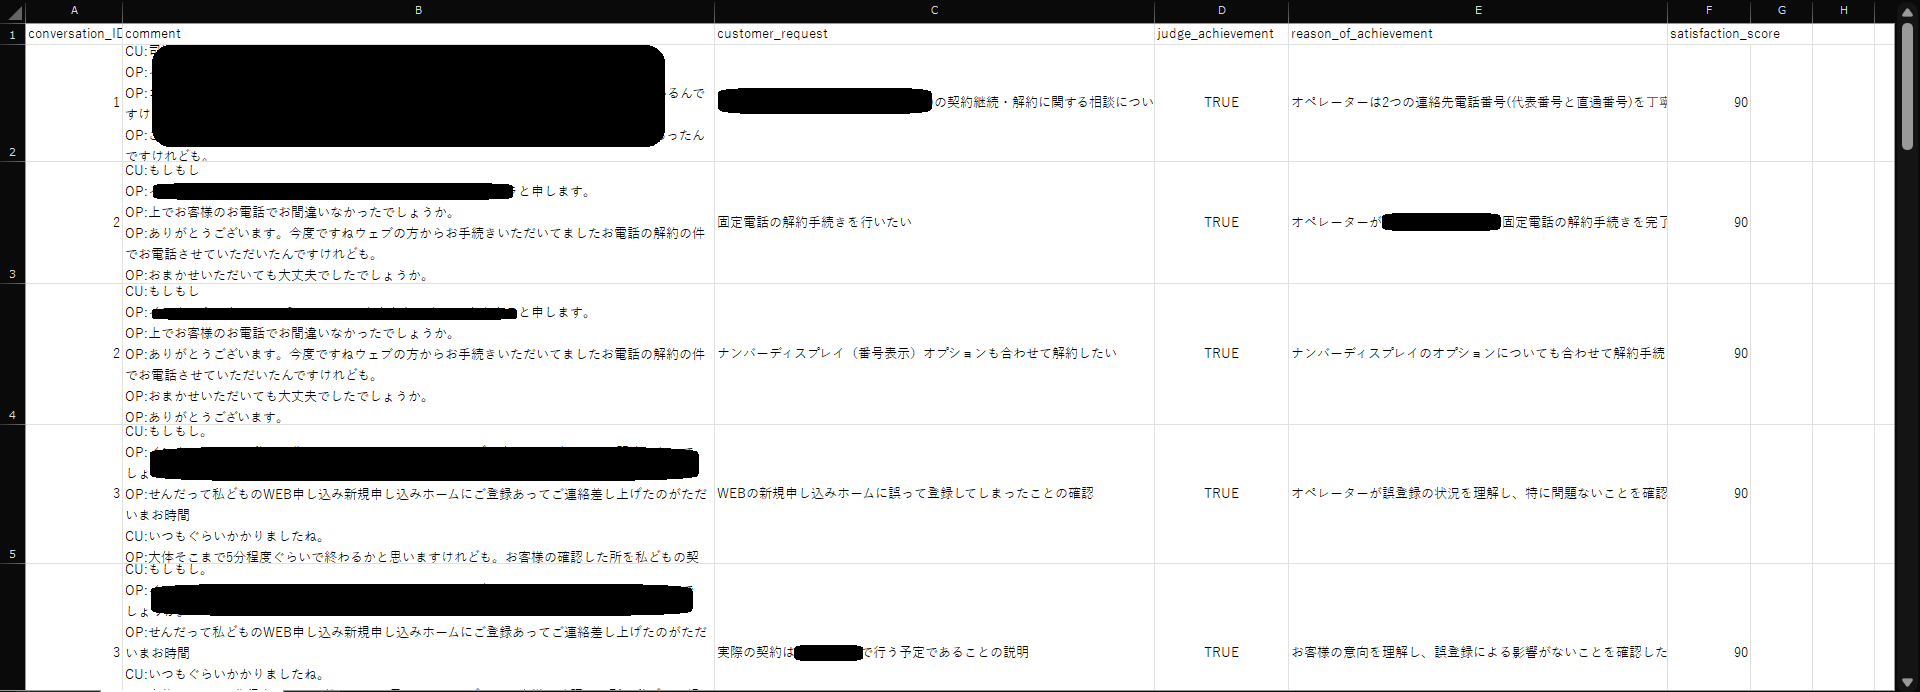 A B C D E F G H
1 conversation_ID comment customer_request judge_achievement reason_of_achievement satisfaction_score
CU:
OP:
OP: るんで
すけ
OP: ったん
ですけれども。
2 1 の契約継続・解約に関する相談につい TRUE オペレーターは2つの連絡先電話番号(代表番号と直通番号)を丁寧 90
CU:もしもし
OP: と申します。
OP:上でお客様のお電話でお間違いなかったでしょうか。
OP:ありがとうございます。今度ですねウェブの方からお手続きいただいてましたお電話の解約の件
でお電話させていただいたんですけれども。
OP:おまかせいただいても大丈夫でしたでしょうか。
3 2 固定電話の解約手続きを行いたい TRUE オペレーターが 固定電話の解約手続きを完了 90
CU:もしもし
OP: と申します。
OP:上でお客様のお電話でお間違いなかったでしょうか。
OP:ありがとうございます。今度ですねウェブの方からお手続きいただいてましたお電話の解約の件
でお電話させていただいたんですけれども。
OP:おまかせいただいても大丈夫でしたでしょうか。
OP:ありがとうございます。
4 2 ナンバーディスプレイ（番号表示）オプションも合わせて解約したい TRUE ナンバーディスプレイのオプションについても合わせて解約手続 90
CU:もしもし。
OP:
しょ
OP:せんだって私どものWEB申し込み新規申し込みホームにご登録あってご連絡差し上げたのがただ
いまお時間
CU:いつもぐらいかかりましたね。
OP:大体そこまで5分程度ぐらいで終わるかと思いますけれども。お客様の確認した所を私どもの契
5 3 WEBの新規申し込みホームに誤って登録してしまったことの確認 TRUE オペレーターが誤登録の状況を理解し、特に問題ないことを確認 90
CU:もしもし。
OP:
しょ
OP:せんだって私どものWEB申し込み新規申し込みホームにご登録あってご連絡差し上げたのがただ
いまお時間
CU:いつもぐらいかかりましたね。
3 実際の契約は で行う予定であることの説明 TRUE お客様の意向を理解し、誤登録による影響がないことを確認した 90